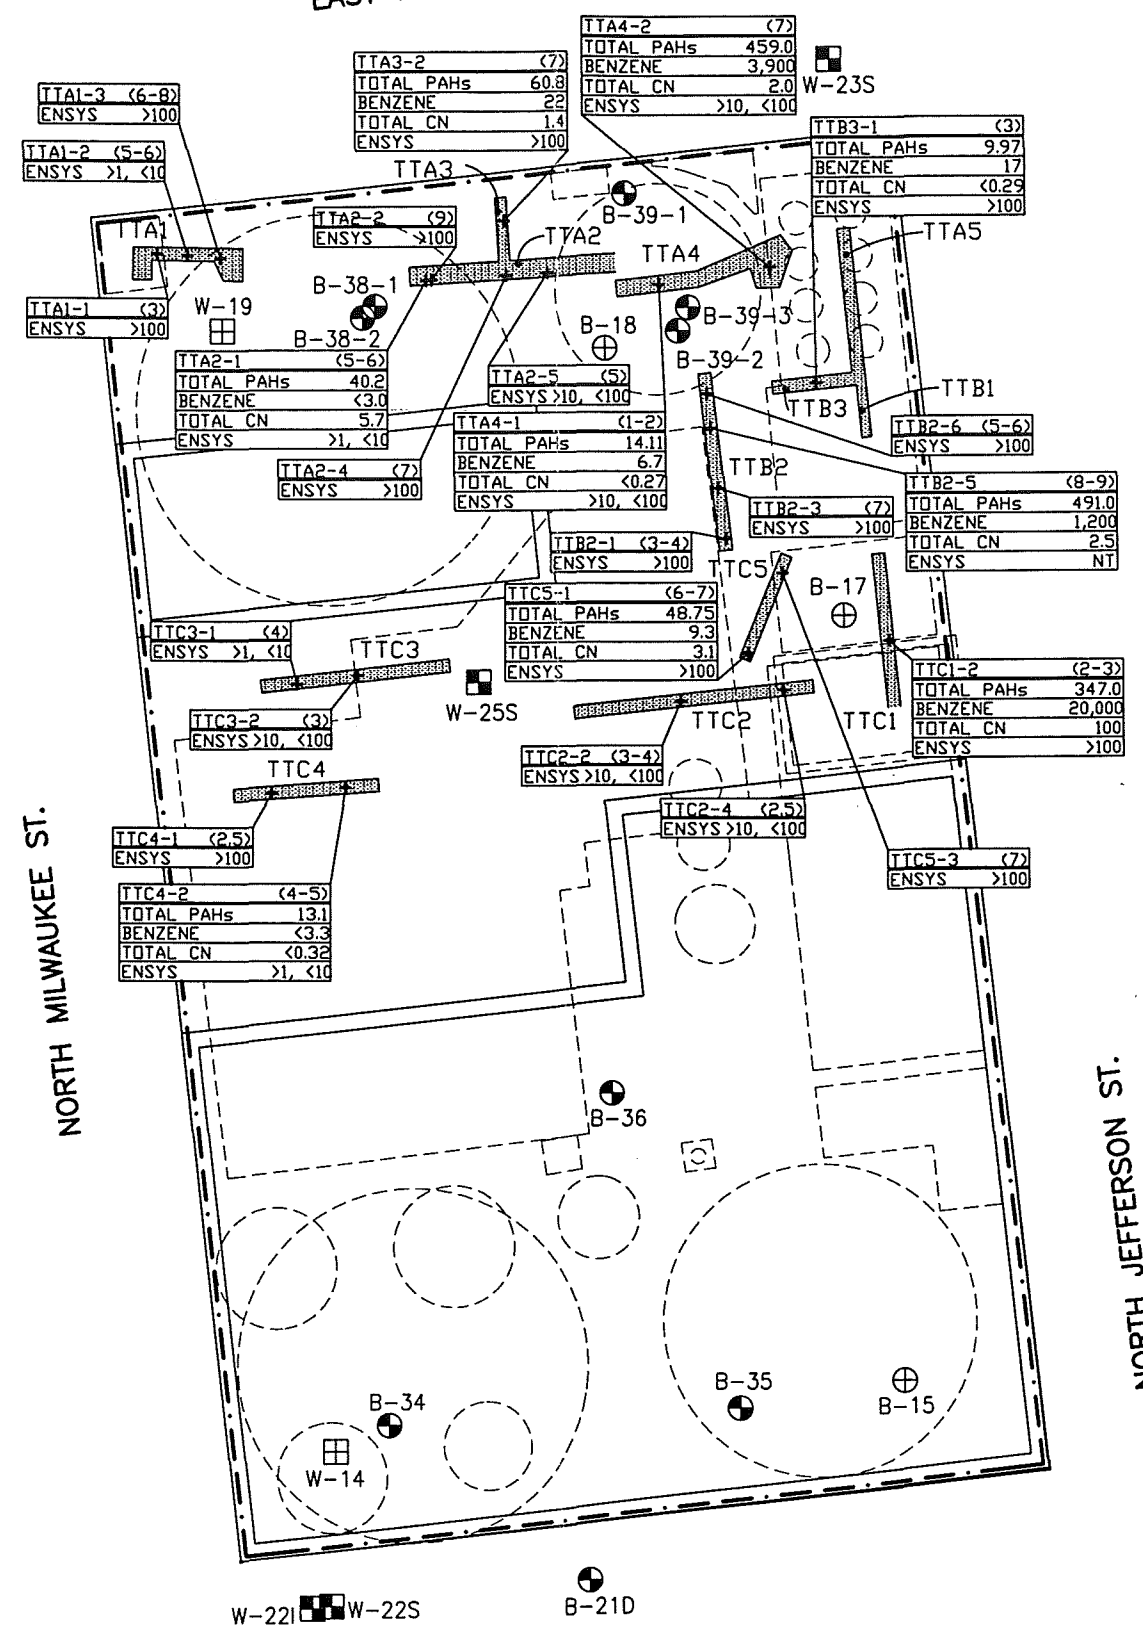 TTA4-2 (7)
TOTAL PAHs 459.0
BENZENE 3,900
TOTAL CN 2.0
ENSYS >10, <100
W-23S
TTA3-2 (7)
TOTAL PAHs 60.8
BENZENE 22
TOTAL CN 1.4
ENSYS >100
TTA1-3 (6-8)
ENSYS >100
TTB3-1 (3)
TOTAL PAHs 9.97
BENZENE 17
TOTAL CN <0.29
ENSYS >100
TTA1-2 (5-6)
ENSYS >1, <10
TTA3
B-39-1
TTA2-2 (9)
ENSYS >100
TTA1
TTA2
TTA4
TTA5
B-38-1
W-19
TTA1-1 (3)
ENSYS >100
B-38-2
B-18
B-39-3
B-39-2
TTA2-1 (5-6)
TOTAL PAHs 40.2
BENZENE <3.0
TOTAL CN 5.7
ENSYS >1, <10
TTA2-5 (5)
ENSYS >10, <100
TTB3
TTB1
TTA4-1 (1-2)
TOTAL PAHs 14.11
BENZENE 6.7
TOTAL CN <0.27
ENSYS >10, <100
TTB2-6 (5-6)
ENSYS >100
TTA2-4 (7)
ENSYS >100
TTB2
TTB2-5 (8-9)
TOTAL PAHs 491.0
BENZENE 1,200
TOTAL CN 2.5
ENSYS NT
TTB2-3 (7)
ENSYS >100
TTB2-1 (3-4)
ENSYS >100
TTC5
B-17
TTC5-1 (6-7)
TOTAL PAHs 48.75
BENZENE 9.3
TOTAL CN 3.1
ENSYS >100
TTC3-1 (4)
ENSYS >1, <10
TTC3
TTC1-2 (2-3)
TOTAL PAHs 347.0
BENZENE 20,000
TOTAL CN 100
ENSYS >100
W-25S
TTC2
TTC1
TTC3-2 (3)
ENSYS >10, <100
TTC2-2 (3-4)
ENSYS >10, <100
TTC4
TTC2-4 (2.5)
ENSYS >10, <100
TTC4-1 (2.5)
ENSYS >100
TTC5-3 (7)
ENSYS >100
TTC4-2 (4-5)
TOTAL PAHs 13.1
BENZENE <3.3
TOTAL CN <0.32
ENSYS >1, <10
NORTH MILWAUKEE ST.
B-36
NORTH JEFFERSON ST.
B-34
B-35
B-15
W-14
W-22I W-22S
B-21D